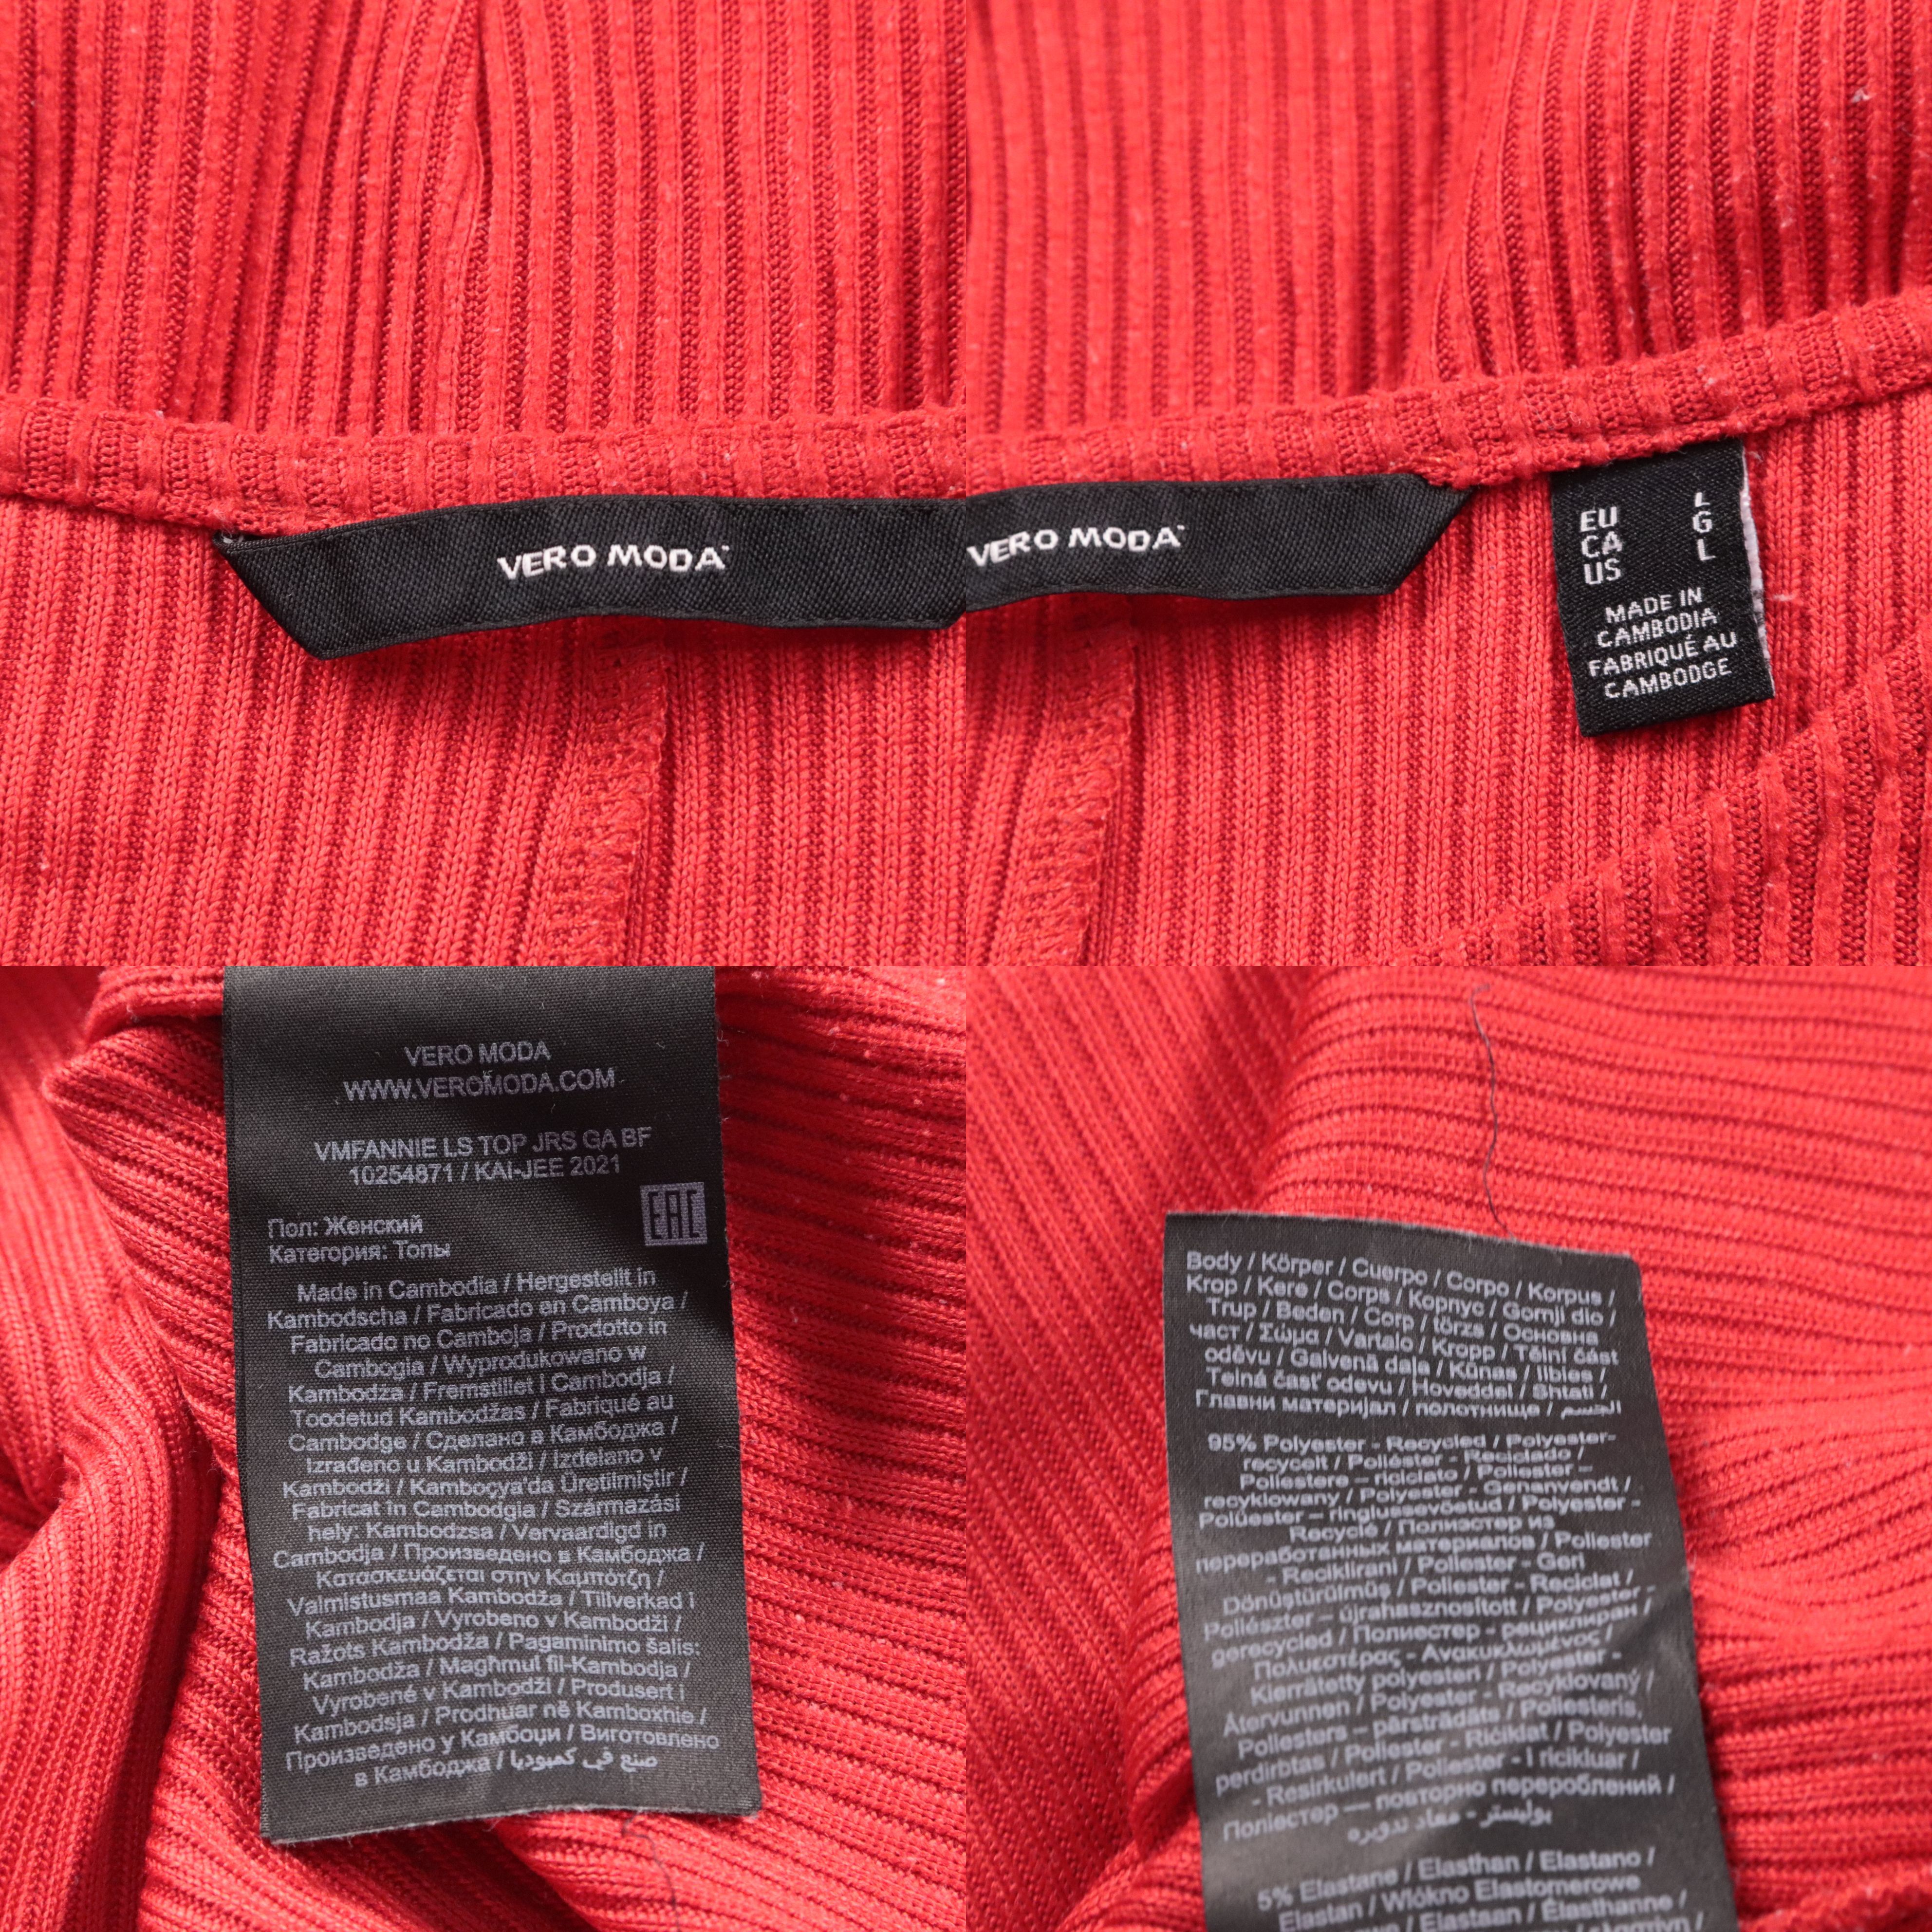 VERO MODA™
VERO MODA™
EU L
CA G
US L
MADE IN
CAMBODIA
FABRIQUÉ AU
CAMBODGE
VERO MODA
WWW.VEROMODA.COM
VMFANNIE LS TOP JRS GA BF
10254871 / KAI-JEE 2021
EAC
Пол: Женский
Категория: Топы
Made in Cambodia / Hergestellt in
Kambodscha / Fabricado en Camboya /
Fabricado no Camboja / Prodotto in
Cambogia / Wyprodukowano w
Kambodża / Fremstillet i Cambodja /
Toodetud Kambodžas / Fabriqué au
Cambodge / Сделано в Камбоджа /
Izrađeno u Kambodži / Izdelano v
Kambodži / Kamboçya'da Üretilmiştir /
Fabricat în Cambodgia / Származási
hely: Kambodzsa / Vervaardigd in
Cambodja / Произведено в Камбоджа /
Κατασκευάζεται στην Καμπότζη /
Valmistusmaa Kambodža / Tillverkad i
Kambodja / Vyrobeno v Kambodži /
Ražots Kambodža / Pagaminimo šalis:
Kambodža / Magħmul fil-Kambodja /
Vyrobené v Kambodži / Produsert i
Kambodsja / Prodhuar në Kamboxhie /
Произведено у Камбоџи / Виготовлено
в Камбоджа / صنع في كمبوديا
Body / Körper / Cuerpo / Corpo / Korpus /
Krop / Kere / Corps / Корпус / Gornji dio /
Trup / Beden / Corp / törzs / Основна
част / Σώμα / Vartalo / Kropp / Tělní část
oděvu / Galvenā daļa / Kūnas / Ilbies /
Telná časť odevu / Hoveddel / Shtati /
Главни материјал / полотнище / الجسم
95% Polyester - Recycled / Polyester-
recycelt / Poliéster - Reciclado /
Poliestere – riciclato / Poliester –
recyklowany / Polyester - Genanvendt /
Polüester – ringlussevõetud / Polyester -
Recyclé / Полиэстер из
переработанных материалов / Poliester
- Reciklirani / Poliester - Geri
Dönüştürülmüş / Poliester - Reciclat /
Poliészter – újrahasznosított / Polyester -
gerecycled / Полиестер - рециклиран /
Πολυεστέρας - Ανακυκλωμένος /
Kierrätetty polyesteri / Polyester -
Återvunnen / Polyester - Recyklovaný /
Poliesters – pārstrādāts / Poliesteris,
perdirbtas / Poliester - Riċiklat / Polyester
- Resirkulert / Poliester - I ricikluar /
Поліестер — повторно перероблений /
بوليستر - معاد تدويره
5% Elastane / Elasthan / Elastano /
Elastan / Włókno Elastomerowe
Elastaan / Élasthanne /